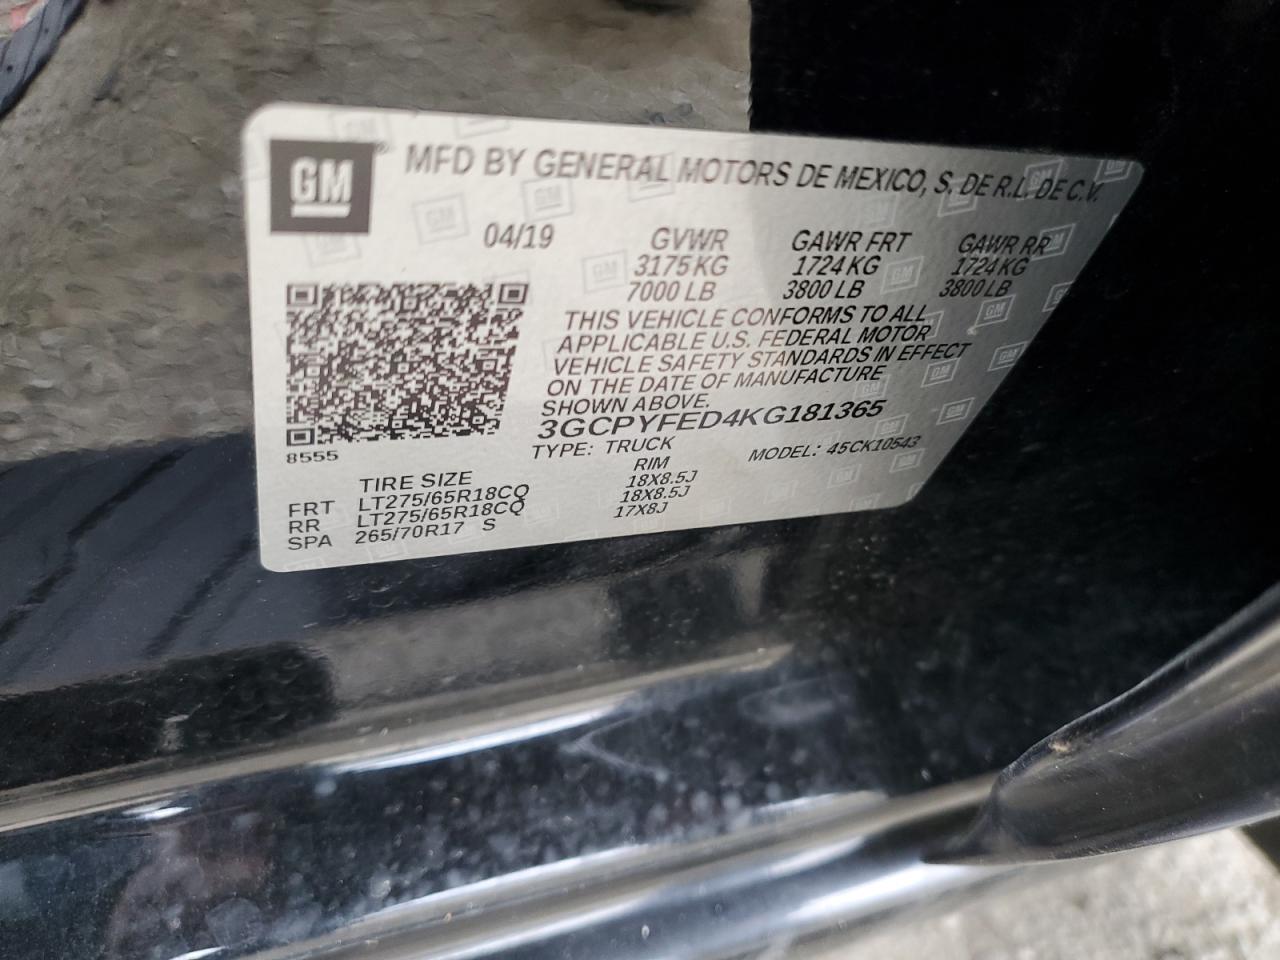 GM® MFD BY GENERAL MOTORS DE MEXICO, S. DE R.L. DE C.V.
04/19 GVWR GAWR FRT GAWR RR
3175 KG 1724 KG 1724 KG
7000 LB 3800 LB 3800 LB
THIS VEHICLE CONFORMS TO ALL
APPLICABLE U.S. FEDERAL MOTOR
VEHICLE SAFETY STANDARDS IN EFFECT
ON THE DATE OF MANUFACTURE
SHOWN ABOVE.
3GCPYFED4KG181365
TYPE: TRUCK MODEL: 45CK10543
8555
TIRE SIZE RIM
FRT LT275/65R18CQ 18X8.5J
RR LT275/65R18CQ 18X8.5J
SPA 265/70R17 S 17X8J